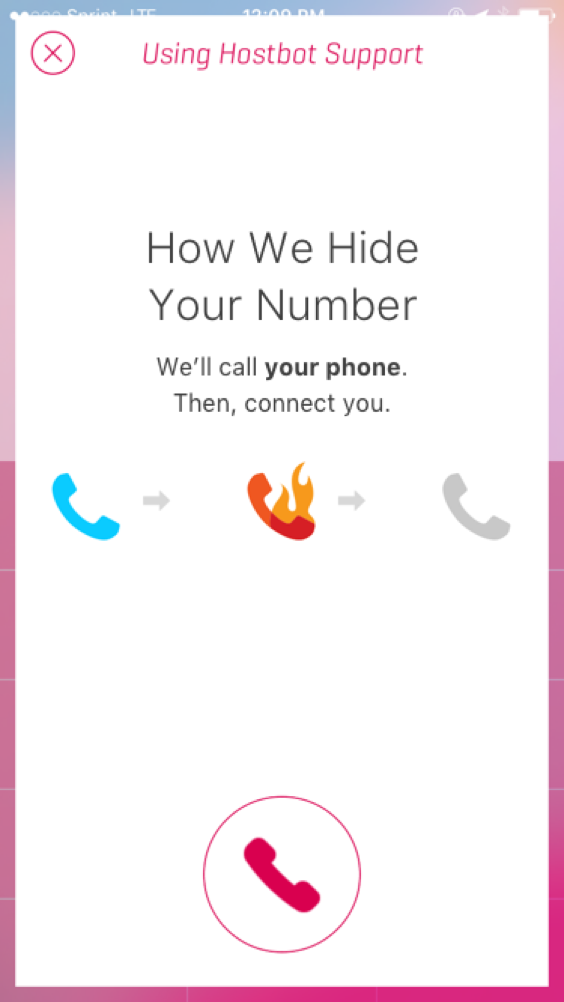 Sprint LTE 12:09 PM
Using Hostbot Support
How We Hide
Your Number
We’ll call your phone.
Then, connect you.